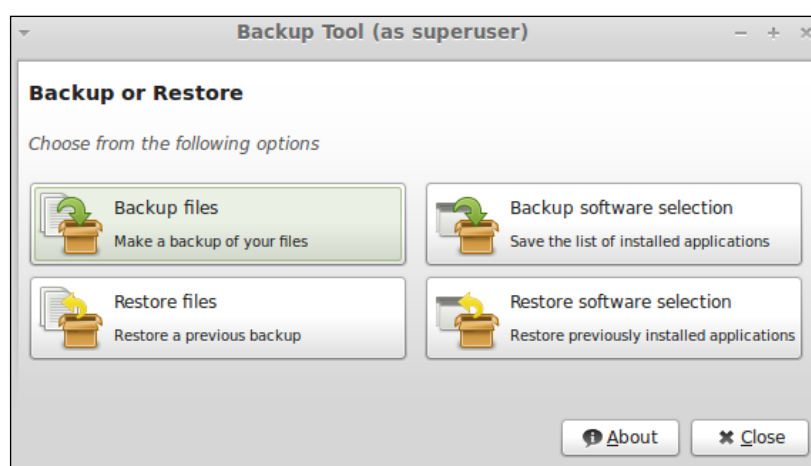 Backup Tool (as superuser)
Backup or Restore
Choose from the following options
Backup files
Make a backup of your files
Backup software selection
Save the list of installed applications
Restore files
Restore a previous backup
Restore software selection
Restore previously installed applications
About
Close